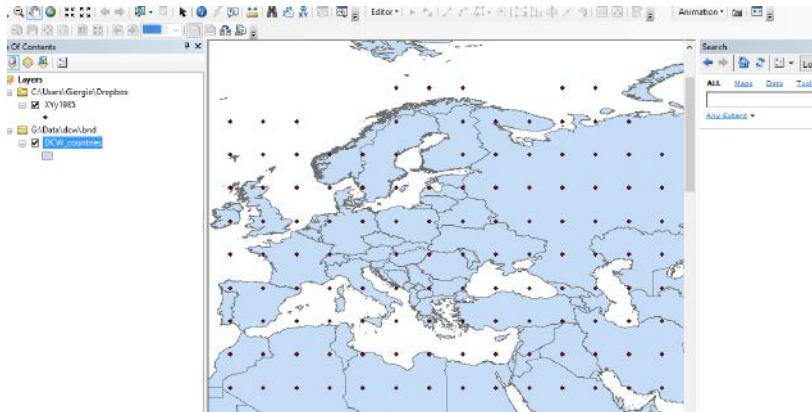 Editor
Animation
Of Contents
Layers
C:\Users\Giorgio\Dropbox
XYy1985
G:\Data\dcw\bnd
DCW_countries
Search
ALL Maps Data
Any Extent